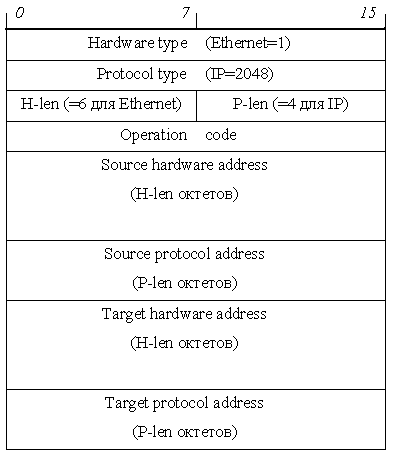 0 7 15
Hardware type (Ethernet=1)
Protocol type (IP=2048)
H-len (=6 для Ethernet) P-len (=4 для IP)
Operation code
Source hardware address
(H-len октетов)
Source protocol address
(P-len октетов)
Target hardware address
(H-len октетов)
Target protocol address
(P-len октетов)